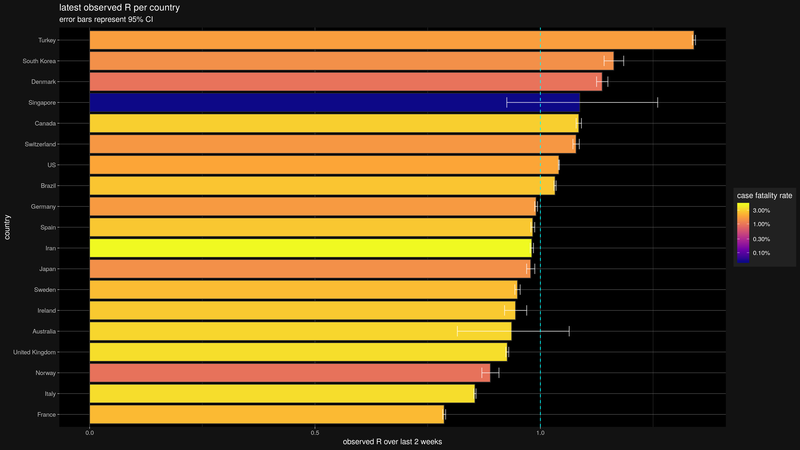 latest observed R per country
error bars represent 95% CI
country
Turkey
South Korea
Denmark
Singapore
Canada
Switzerland
US
Brazil
Germany
Spain
Iran
Japan
Sweden
Ireland
Australia
United Kingdom
Norway
Italy
France
0.0 0.5 1.0
observed R over last 2 weeks
case fatality rate
3.00%
1.00%
0.30%
0.10%